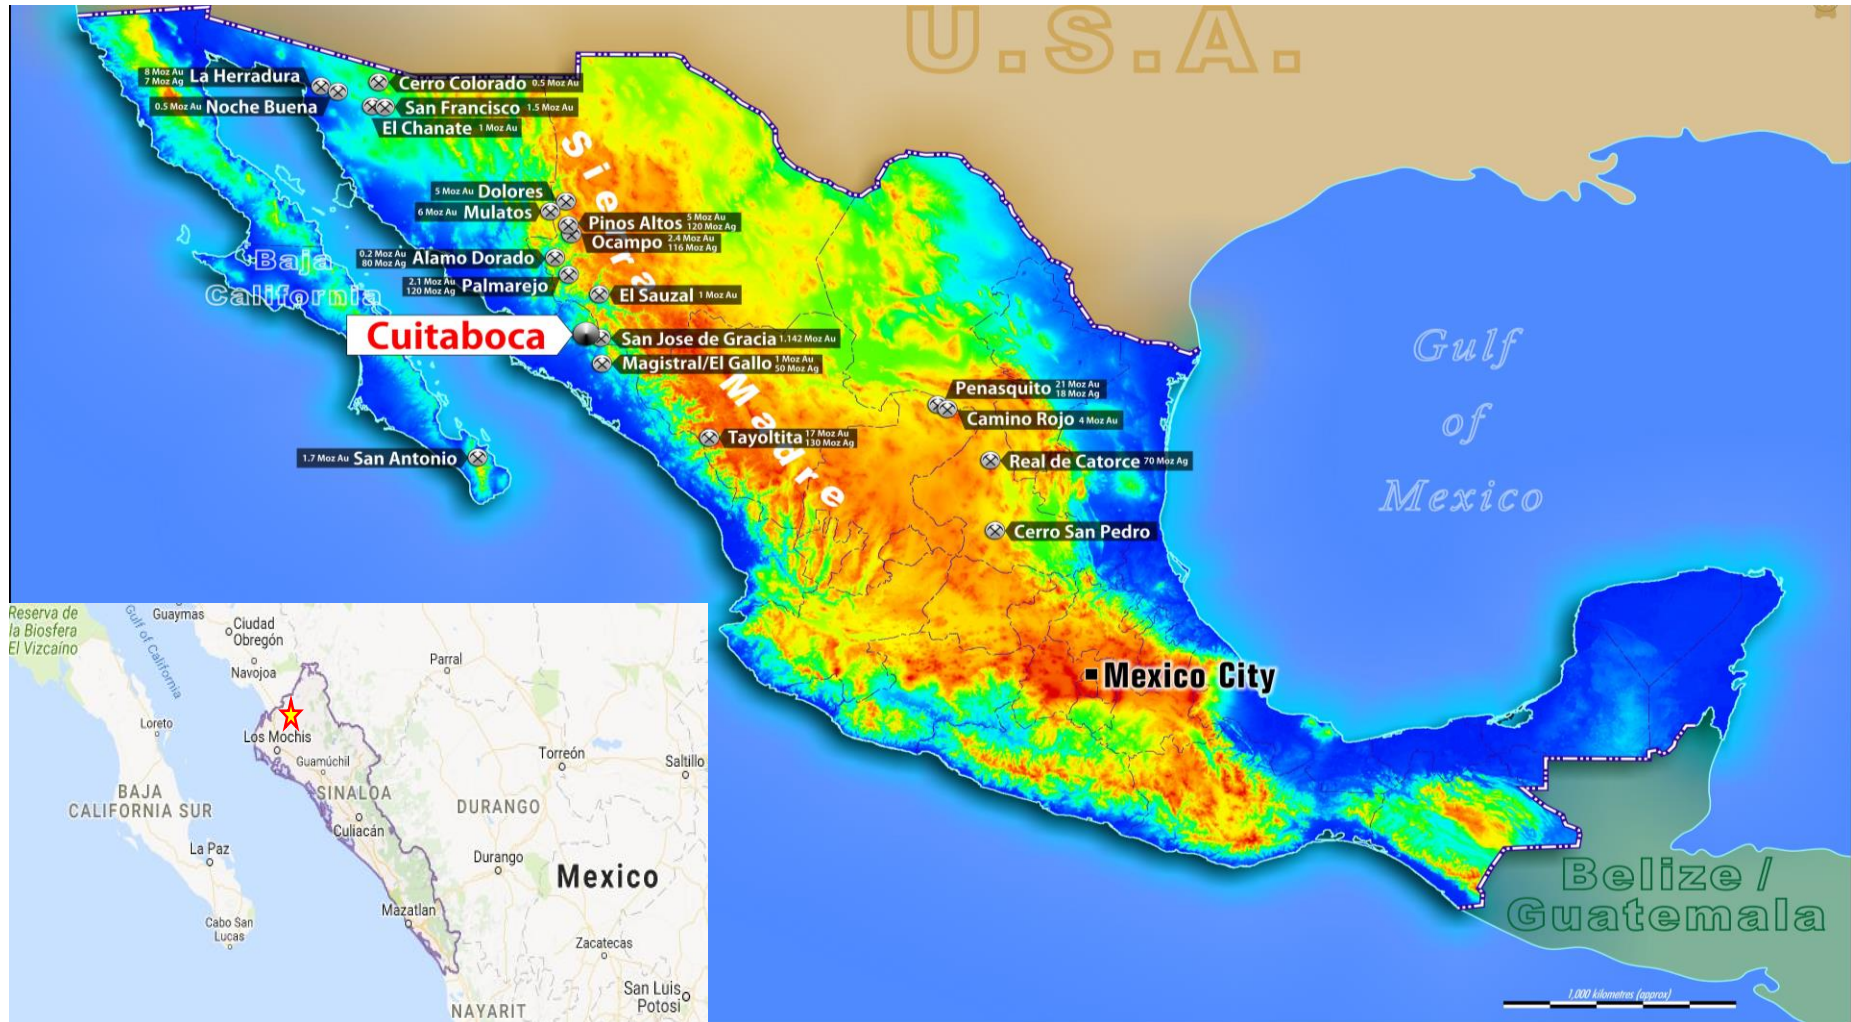 U.S.A.
8 Moz Au
7 Moz Ag
La Herradura
0.5 Moz Au Noche Buena
Cerro Colorado 0.5 Moz Au
San Francisco 1.5 Moz Au
El Chanate 1 Moz Au
Sierra Madre
5 Moz Au Dolores
6 Moz Au Mulatos
Pinos Altos
5 Moz Au
120 Moz Ag
Ocampo
2.4 Moz Au
116 Moz Ag
0.2 Moz Au
80 Moz Ag
Alamo Dorado
2.1 Moz Au
120 Moz Ag
Palmarejo
El Sauzal 1 Moz Au
Baja
California
Cuitaboca
San Jose de Gracia 1.142 Moz Au
Magistral/El Gallo
1 Moz Au
50 Moz Ag
Penasquito
21 Moz Au
18 Moz Ag
Camino Rojo 4 Moz Au
Tayoltita
17 Moz Au
130 Moz Ag
1.7 Moz Au San Antonio
Real de Catorce 70 Moz Ag
Cerro San Pedro
Gulf
of
Mexico
Mexico City
Belize /
Guatemala
1,000 kilometres (approx)
Reserva de
la Biosfera
El Vizcaíno
Gulf of California
Guaymas
Ciudad
Obregón
Navojoa
Parral
Loreto
Los Mochis
Guamúchil
Torreón
Saltillo
BAJA
CALIFORNIA SUR
SINALOA
DURANGO
Culiacán
La Paz
Durango
Mexico
Mazatlan
Cabo San
Lucas
Zacatecas
San Luis
Potosi
NAYARIT